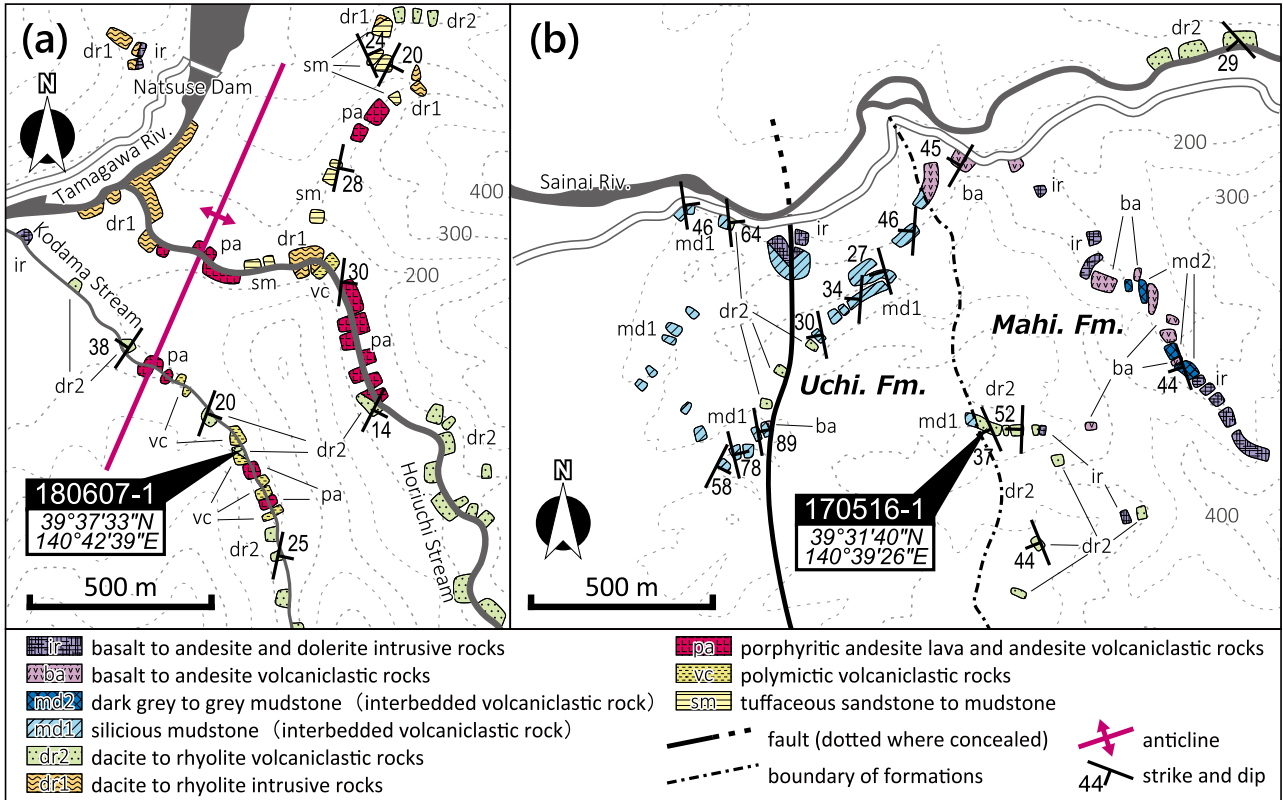 (a)
dr1
ir
Natsuse Dam
N
Tamagawa Riv.
dr1
dr2
24
20
sm
dr1
pa
28
sm
400
300
200
dr1
pa
sm
dr1
vc
30
pa
ir
Kodama Stream
38
pa
dr2
vc
20
dr2
14
dr2
pa
vc
180607-1
39°37'33"N
140°42'39"E
dr2
25
Horiuchi Stream
500 m
(b)
dr2
29
200
Sainai Riv.
45
ba
ir
300
46
md1
64
ir
46
27
34
md1
ba
ir
md2
md1
dr2
30
Mahi. Fm.
Uchi. Fm.
ba
44
ir
md1
ba
89
78
58
dr2
md1
52
37
ir
dr2
N
170516-1
39°31'40"N
140°39'26"E
44
dr2
400
500 m
ir basalt to andesite and dolerite intrusive rocks
ba basalt to andesite volcaniclastic rocks
md2 dark grey to grey mudstone（interbedded volcaniclastic rock）
md1 silicious mudstone（interbedded volcaniclastic rock）
dr2 dacite to rhyolite volcaniclastic rocks
dr1 dacite to rhyolite intrusive rocks
pa porphyritic andesite lava and andesite volcaniclastic rocks
vc polymictic volcaniclastic rocks
sm tuffaceous sandstone to mudstone
fault (dotted where concealed)
anticline
boundary of formations
44 strike and dip